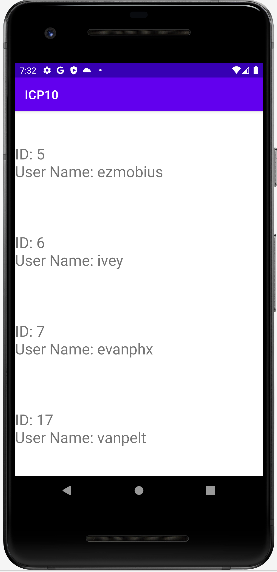 7:32
ICP10
ID: 5
User Name: ezmobius
ID: 6
User Name: ivey
ID: 7
User Name: evanphx
ID: 17
User Name: vanpelt